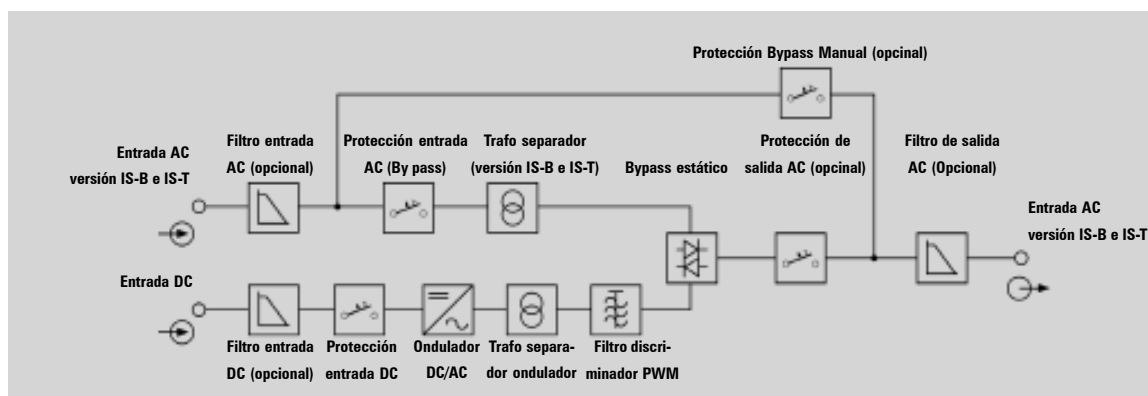 Protección Bypass Manual (opcinal)
Filtro entrada
AC (opcional)
Protección entrada
AC (By pass)
Trafo separador
(versión IS-B e IS-T)
Bypass estático
Protección de
salida AC (opcinal)
Filtro de salida
AC (Opcional)
Entrada AC
versión IS-B e IS-T
Entrada AC
versión IS-B e IS-T
Entrada DC
Filtro entrada
DC (opcional)
Protección
entrada DC
Ondulador
DC/AC
Trafo separa-
dor ondulador
Filtro discri-
minador PWM